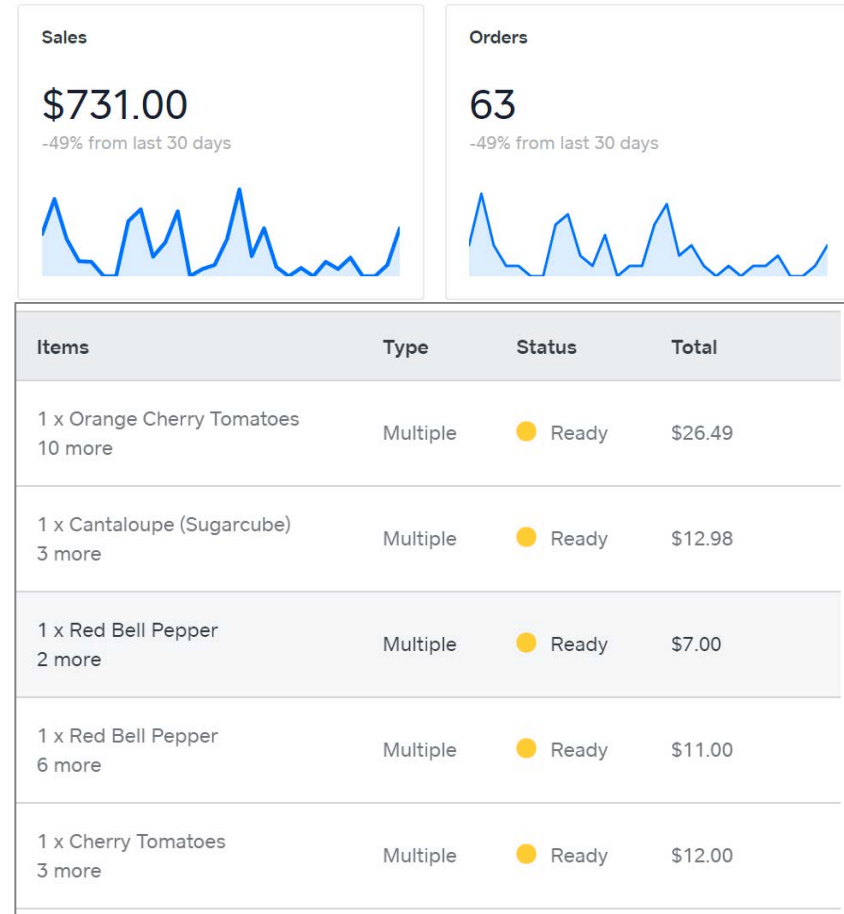 Sales
$731.00
-49% from last 30 days
Orders
63
-49% from last 30 days
Items Type Status Total
1 x Orange Cherry Tomatoes
10 more
Multiple Ready $26.49
1 x Cantaloupe (Sugarcube)
3 more
Multiple Ready $12.98
1 x Red Bell Pepper
2 more
Multiple Ready $7.00
1 x Red Bell Pepper
6 more
Multiple Ready $11.00
1 x Cherry Tomatoes
3 more
Multiple Ready $12.00